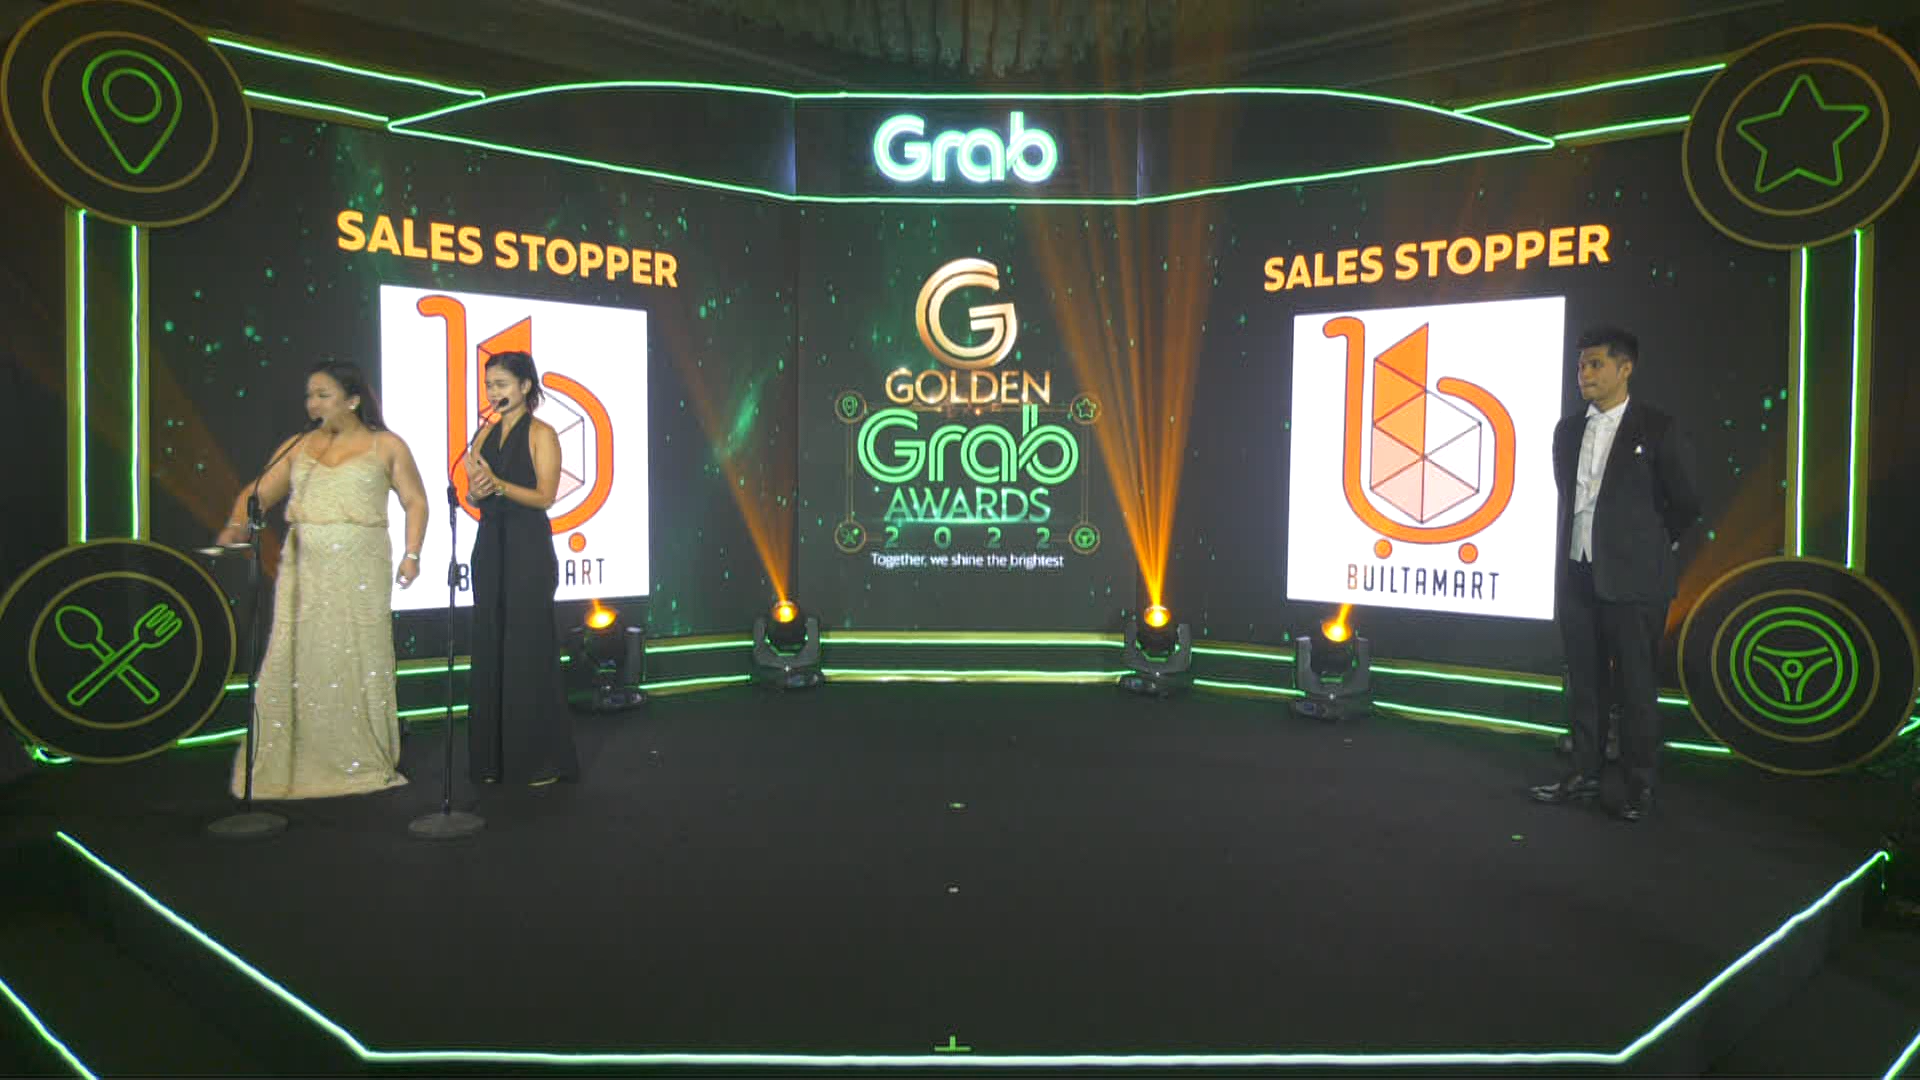 Grab
SALES STOPPER
SALES STOPPER
G
GOLDEN
Grab
AWARDS
2022
Together, we shine the brightest
BUILTAMART